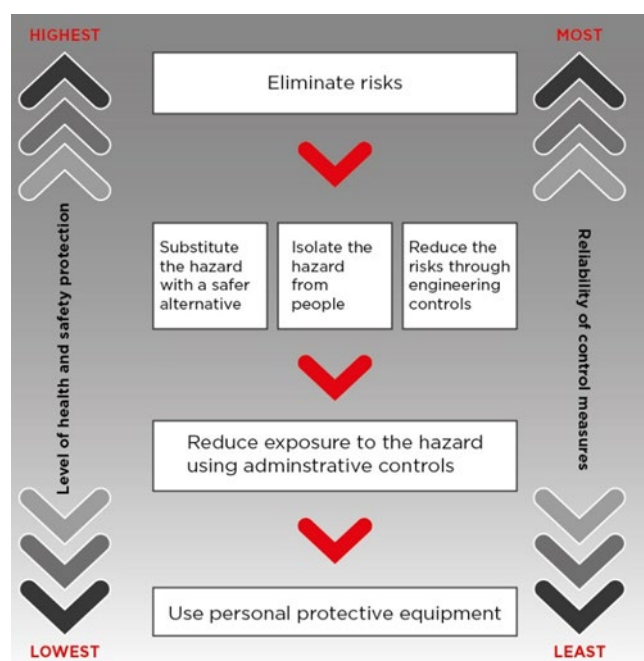 HIGHEST
MOST
Eliminate risks
Level of health and safety protection
Substitute
the hazard
with a safer
alternative
Isolate the
hazard
from
people
Reduce the
risks through
engineering
controls
Reliability of control measures
Reduce exposure to the hazard
using adminstrative controls
Use personal protective equipment
LOWEST
LEAST